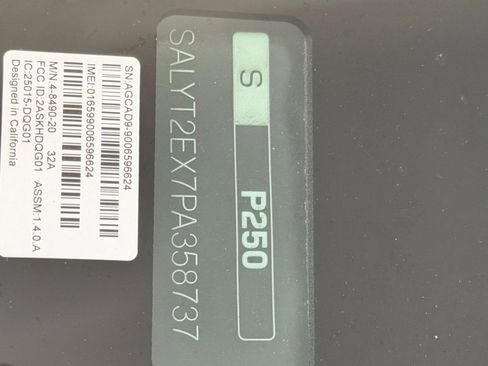 SN:AGCAD9-9006596624
IMEI:016599006596624
M/N:4-8490-20 32A
FCC ID:2ASKHDQG01 ASSM:1.4.0.A
IC:25015-DQG01
Designed in California
S P250
SALYT2EX7PA358737